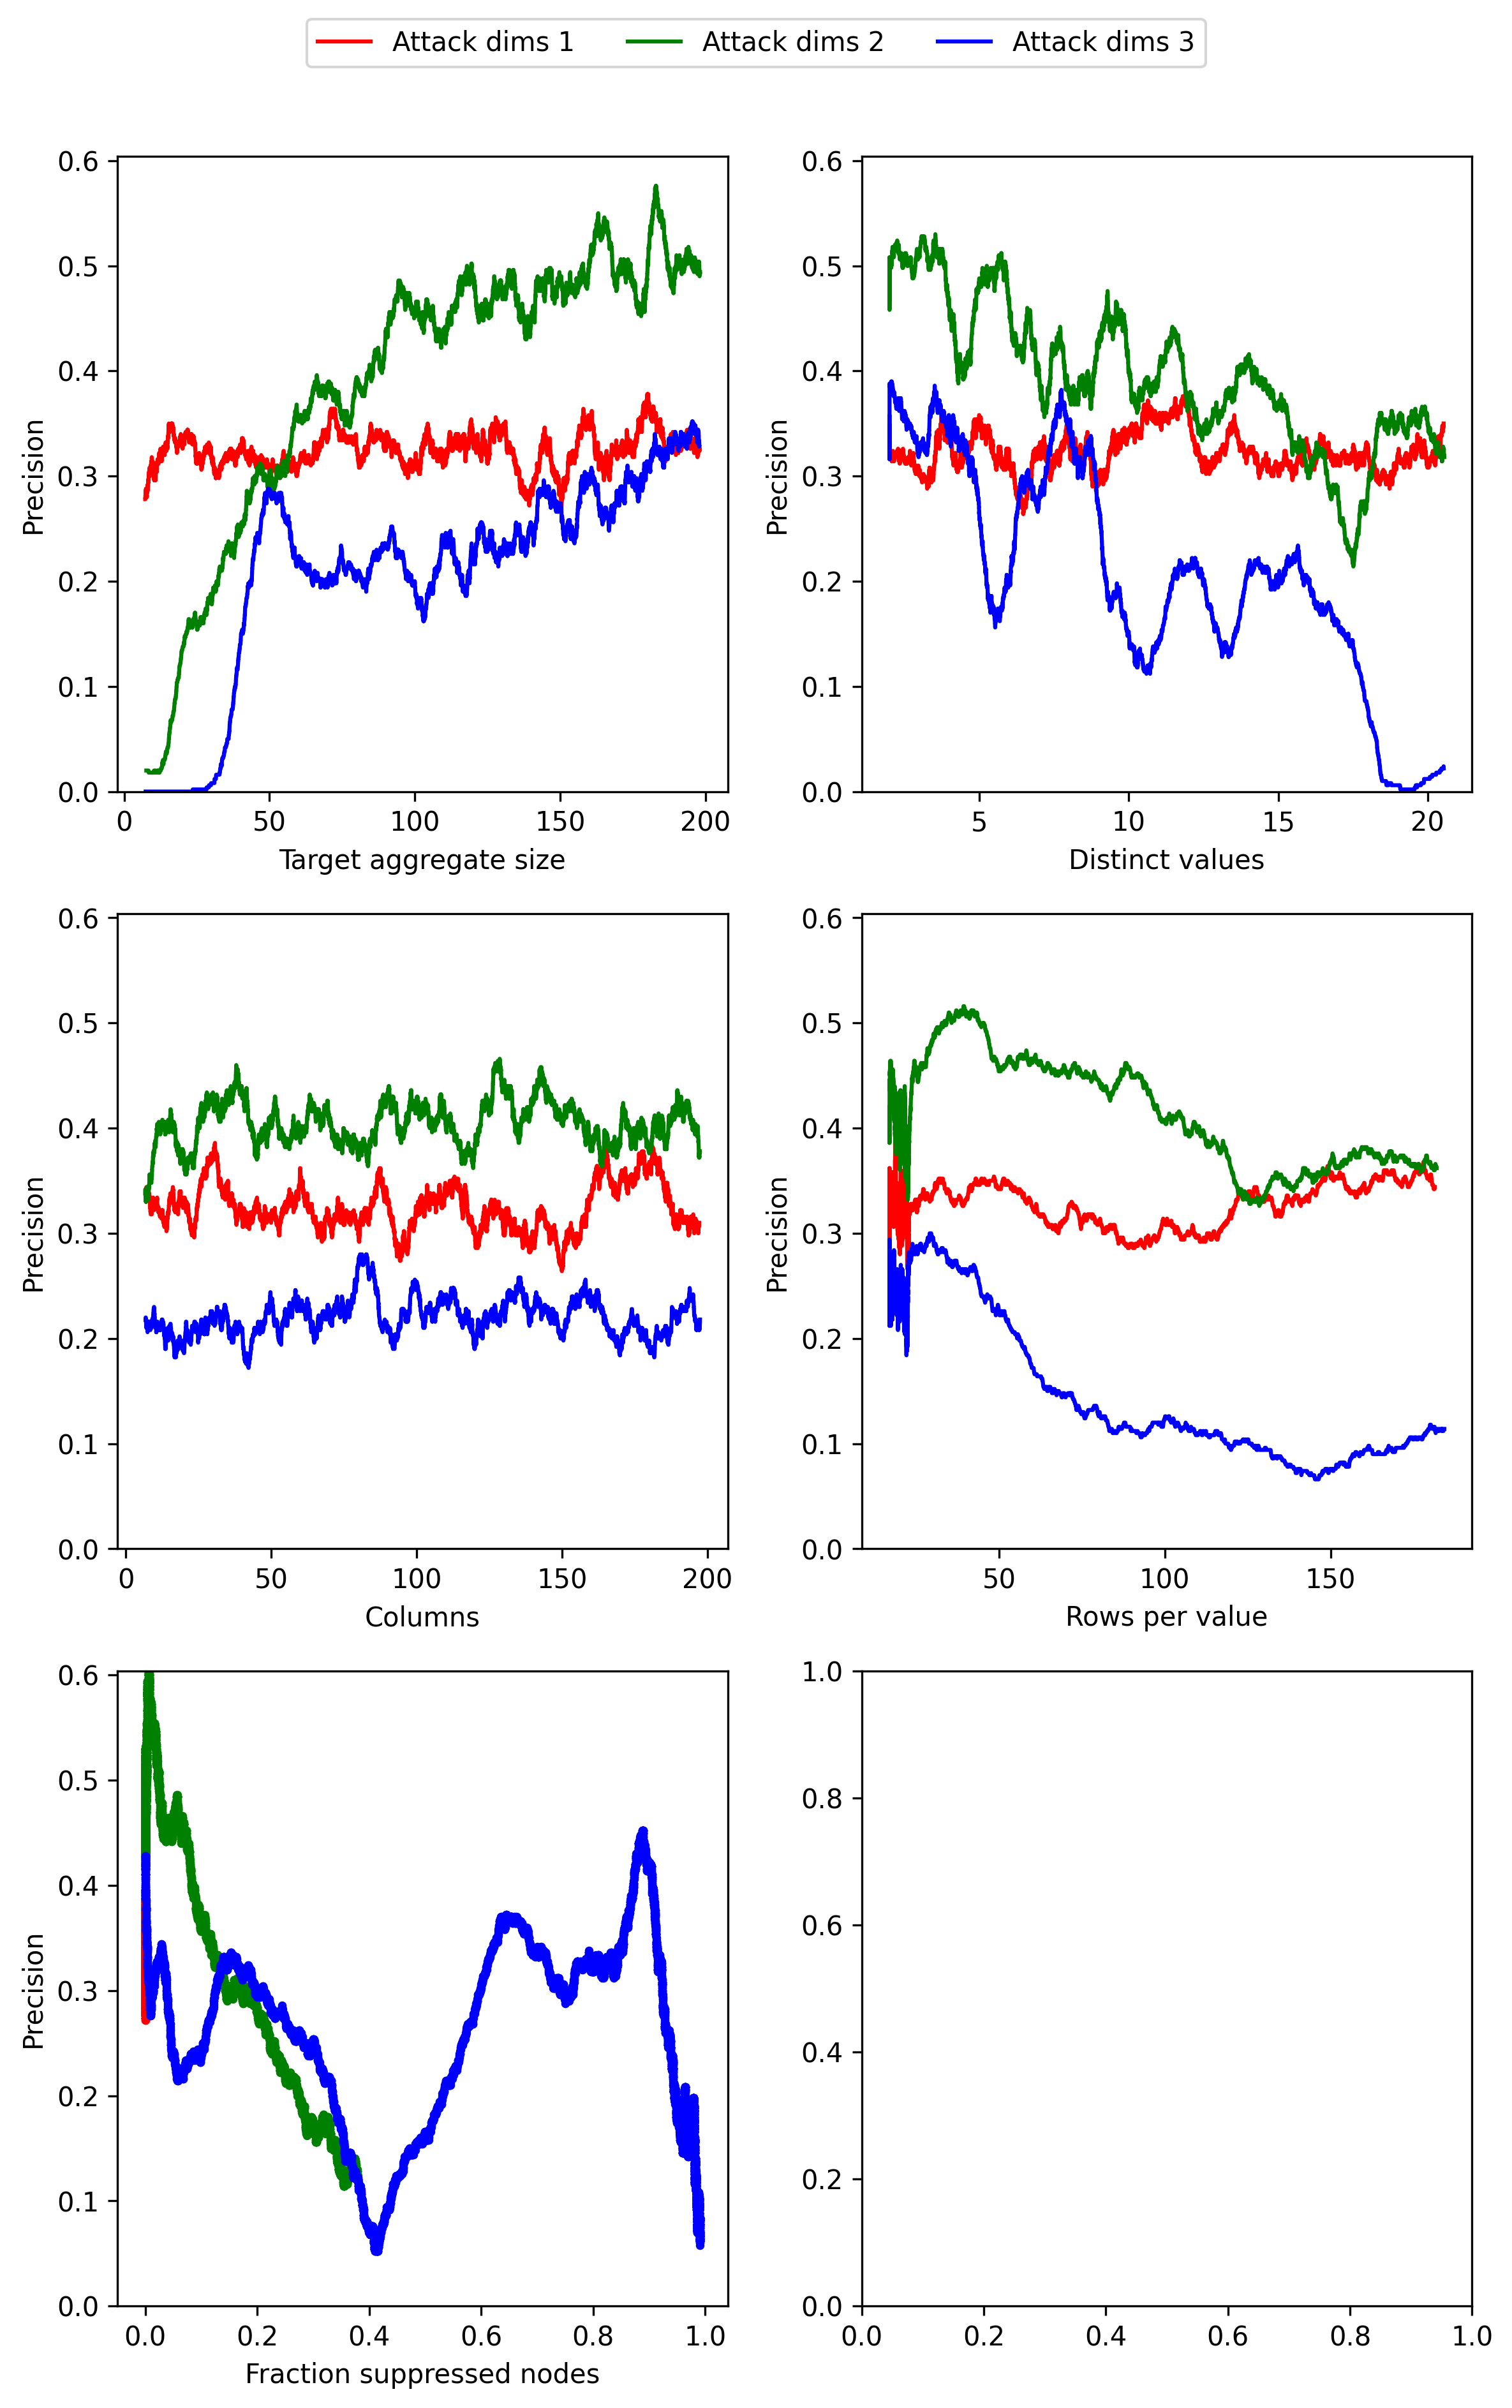 Attack dims 1 Attack dims 2 Attack dims 3
0.6
0.5
0.4
0.3
0.2
0.1
0.0
Precision
0 50 100 150 200
Target aggregate size
0.6
0.5
0.4
0.3
0.2
0.1
0.0
Precision
5 10 15 20
Distinct values
0.6
0.5
0.4
0.3
0.2
0.1
0.0
Precision
0 50 100 150 200
Columns
0.6
0.5
0.4
0.3
0.2
0.1
0.0
Precision
50 100 150
Rows per value
0.6
0.5
0.4
0.3
0.2
0.1
0.0
Precision
0.0 0.2 0.4 0.6 0.8 1.0
Fraction suppressed nodes
1.0
0.8
0.6
0.4
0.2
0.0
0.0 0.2 0.4 0.6 0.8 1.0